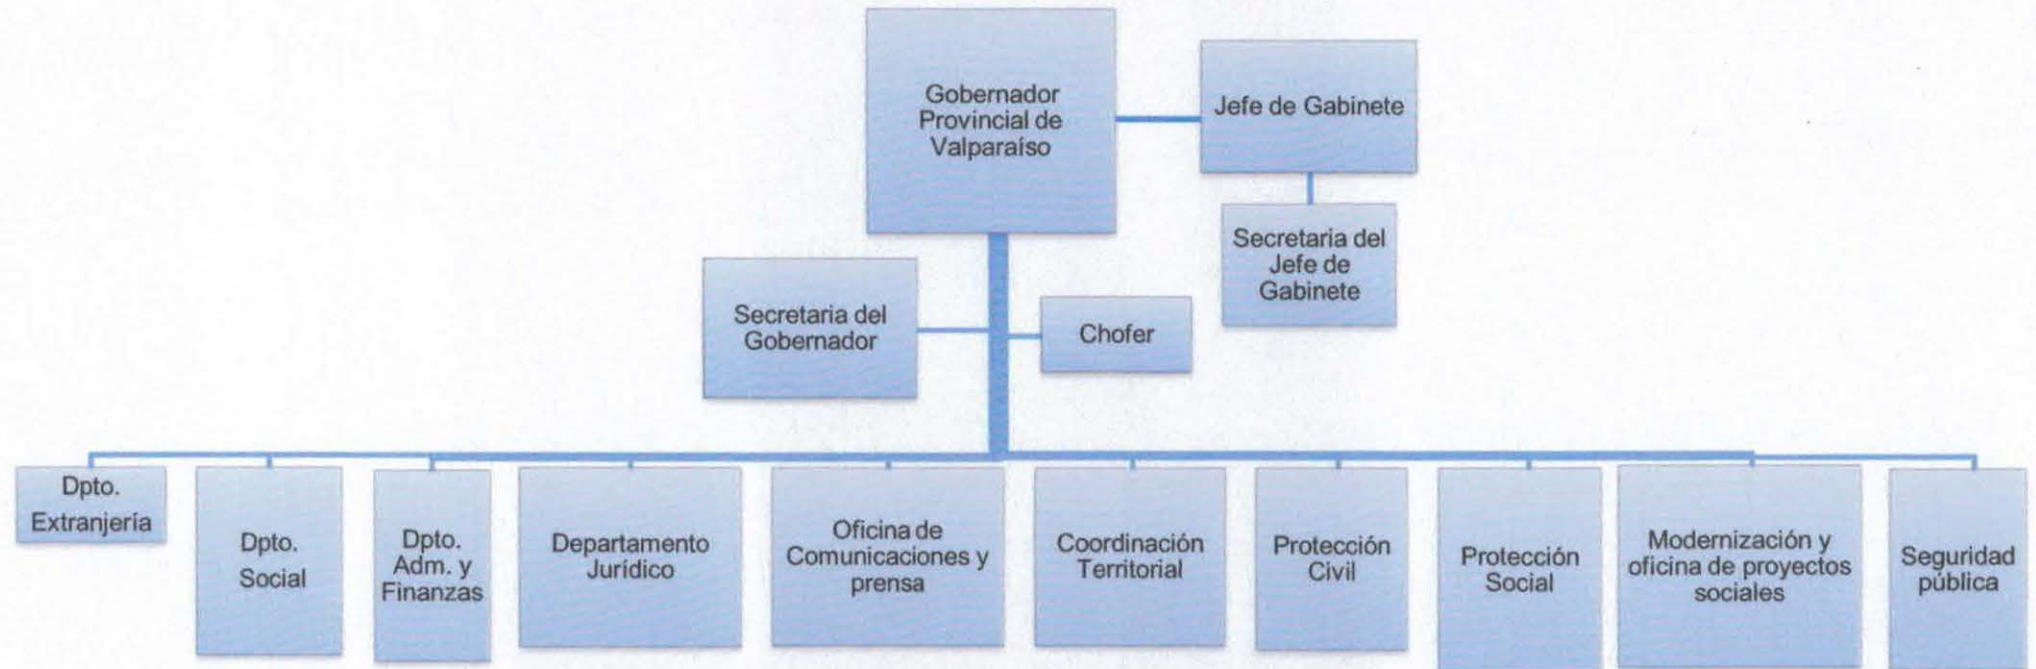 Gobernador
Provincial de
Valparaíso
Jefe de Gabinete
Secretaria del
Jefe de
Gabinete
Secretaria del
Gobernador
Chofer
Dpto.
Extranjería
Dpto.
Social
Dpto.
Adm. y
Finanzas
Departamento
Jurídico
Oficina de
Comunicaciones y
prensa
Coordinación
Territorial
Protección
Civil
Protección
Social
Modernización y
oficina de proyectos
sociales
Seguridad
pública